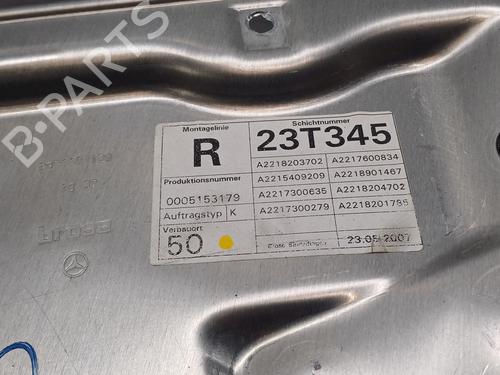 B-PARTS
Montagelinie
Schichtnummer
R
23T345
Produktionsnummer
A2218203702
A2217600834
0005153179
A2215409209
A2218901467
Auftragstyp K
A2217300635
A2218204702
Verbauort
A2217300279
A2218201785
50
23.05.2007
brose